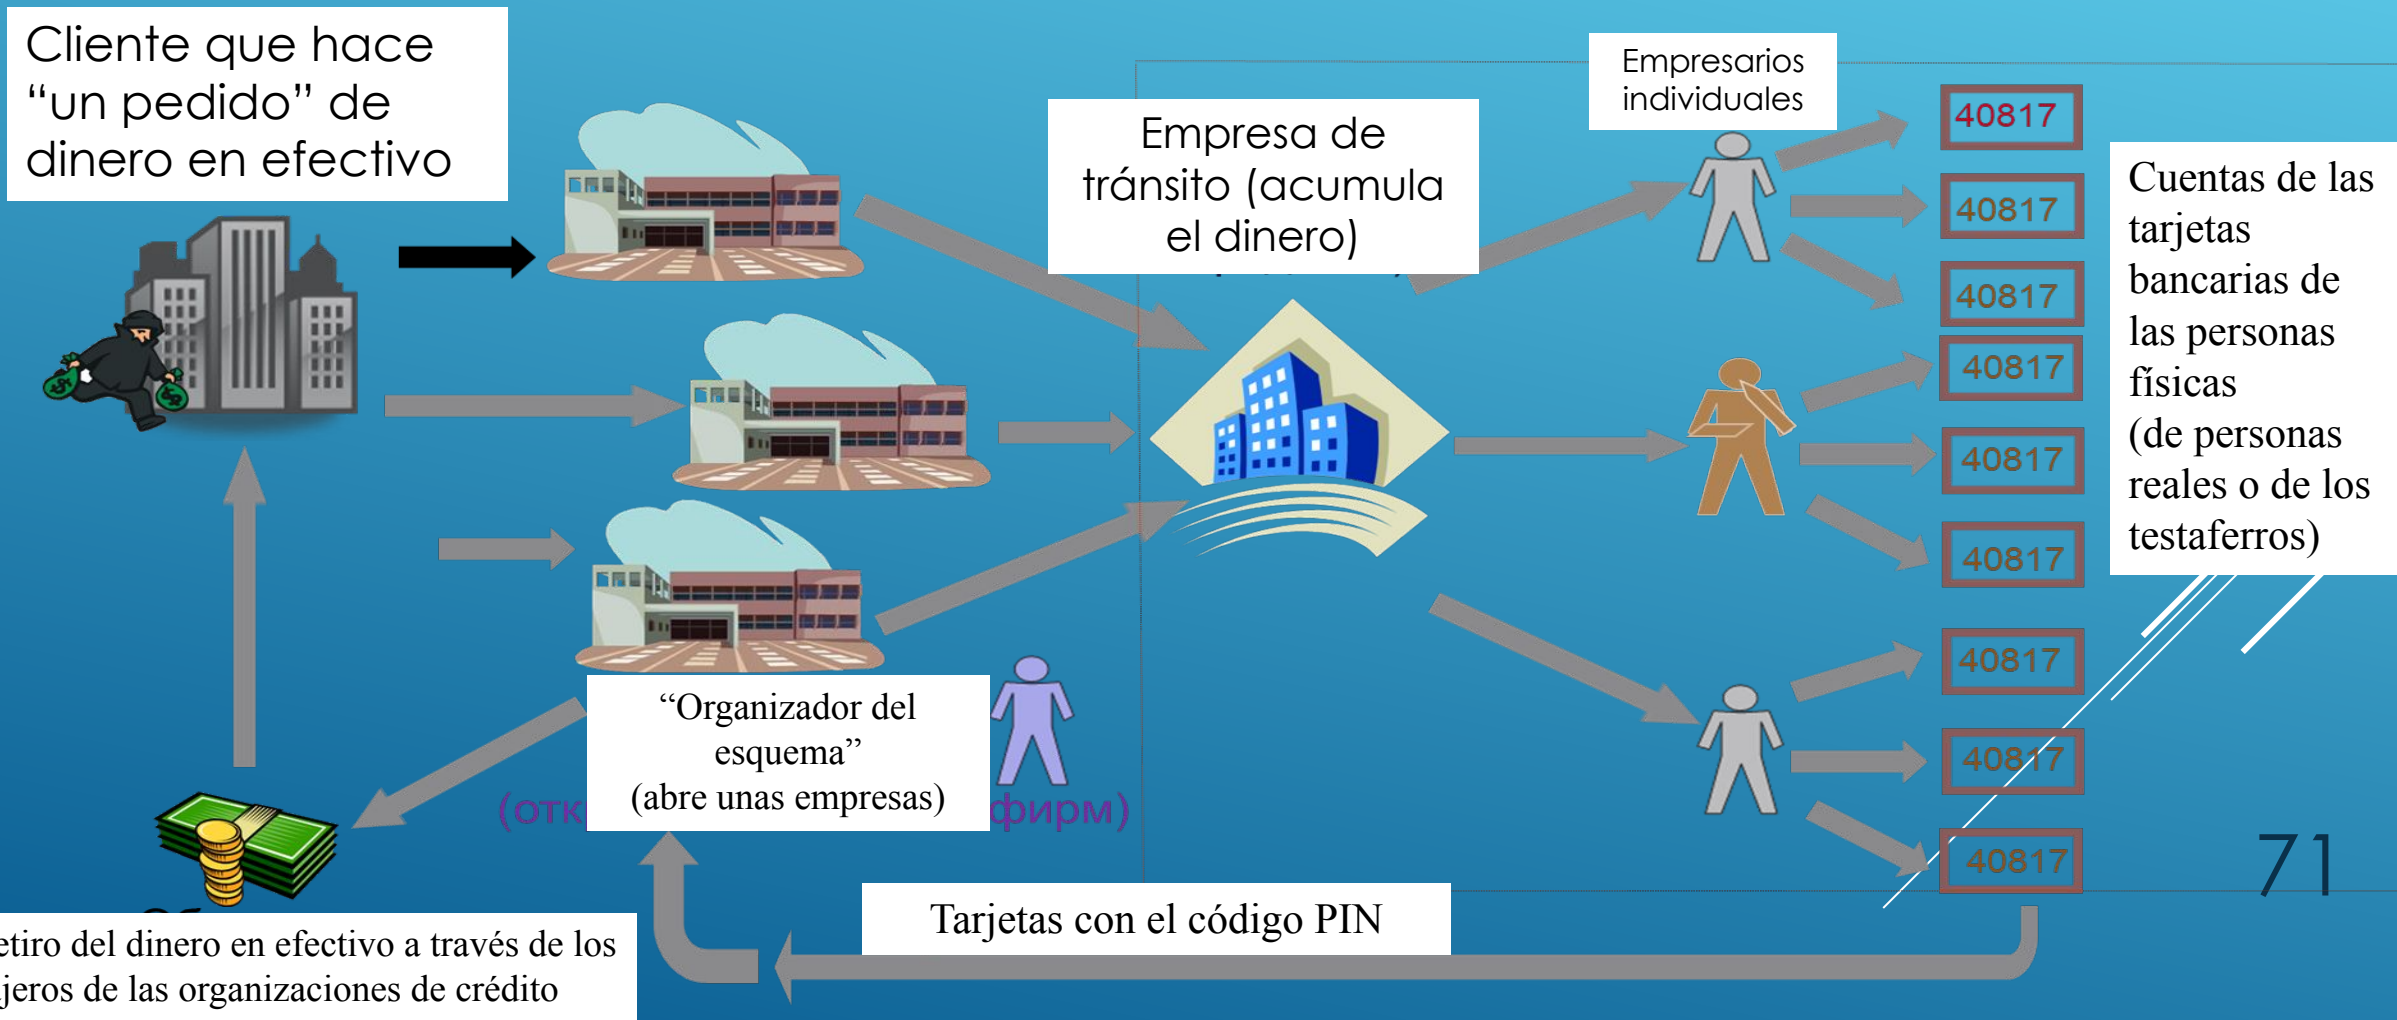 Cliente que hace
“un pedido” de
dinero en efectivo
Empresa de
tránsito (acumula
el dinero)
Empresarios
individuales
40817
40817
40817
40817
40817
40817
40817
40817
40817
Cuentas de las
tarjetas
bancarias de
las personas
físicas
(de personas
reales o de los
testaferros)
“Organizador del
esquema”
(abre unas empresas)
(отк
фирм)
Tarjetas con el código PIN
etiro del dinero en efectivo a través de los
jeros de las organizaciones de crédito
71